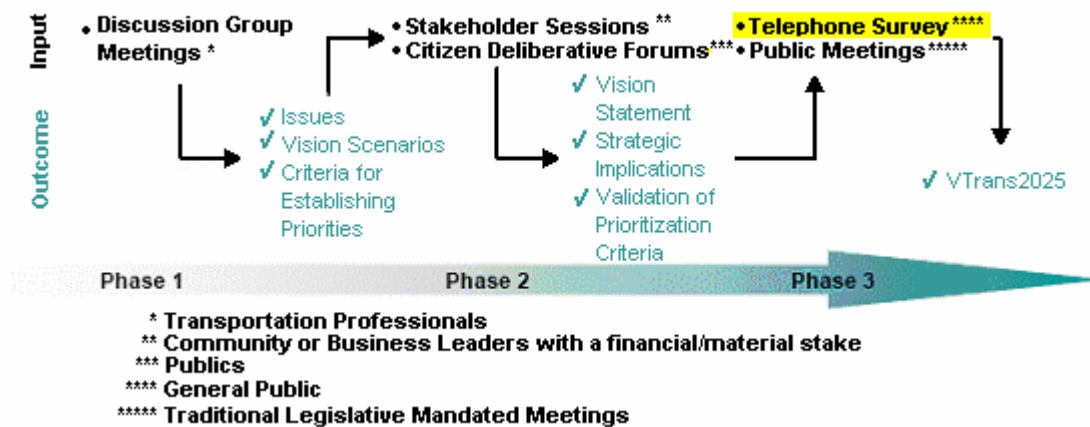 Input
• Discussion Group
Meetings *
• Stakeholder Sessions **
• Citizen Deliberative Forums ***
• Telephone Survey ****
• Public Meetings *****
Outcome
✓ Issues
✓ Vision Scenarios
✓ Criteria for
Establishing
Priorities
✓ Vision
Statement
✓ Strategic
Implications
✓ Validation of
Prioritization
Criteria
✓ VTrans2025
Phase 1
Phase 2
Phase 3
* Transportation Professionals
** Community or Business Leaders with a financial/material stake
*** Publics
**** General Public
***** Traditional Legislative Mandated Meetings